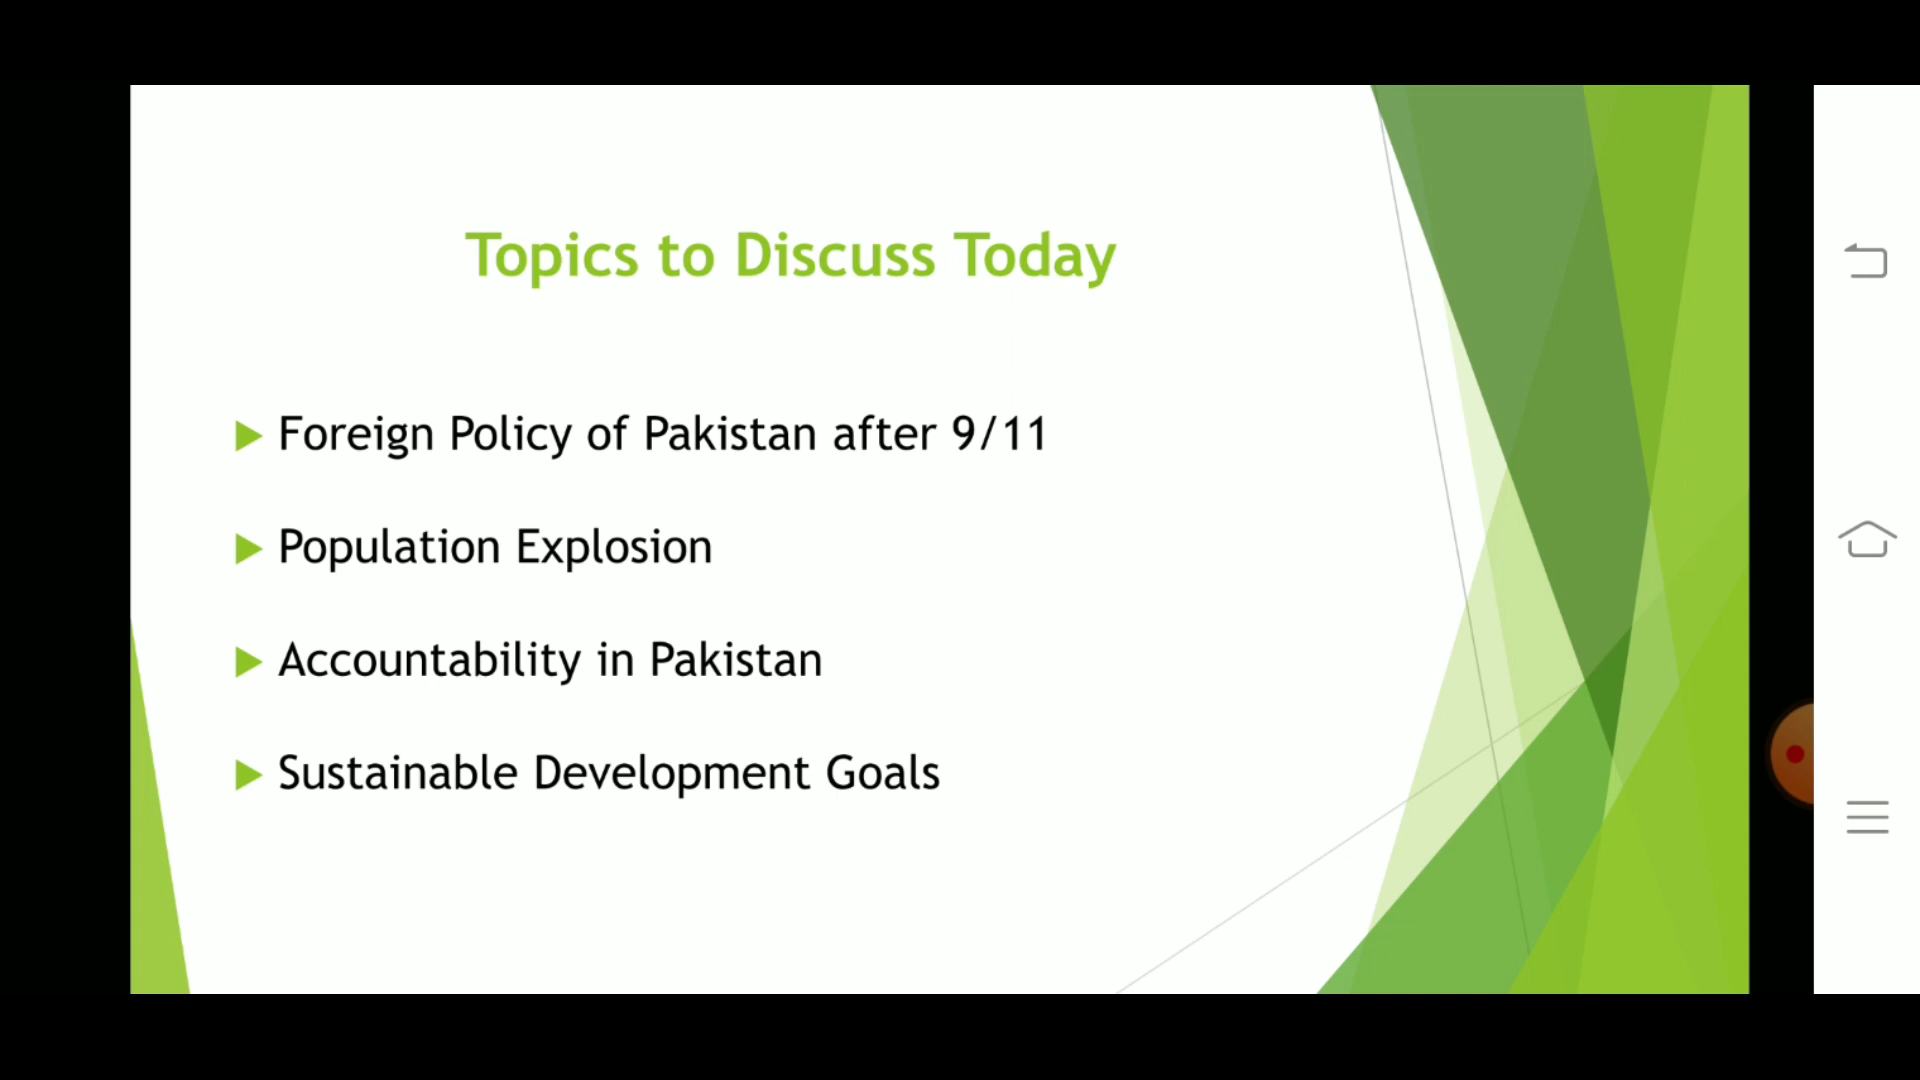 Topics to Discuss Today
Foreign Policy of Pakistan after 9/11
Population Explosion
Accountability in Pakistan
Sustainable Development Goals